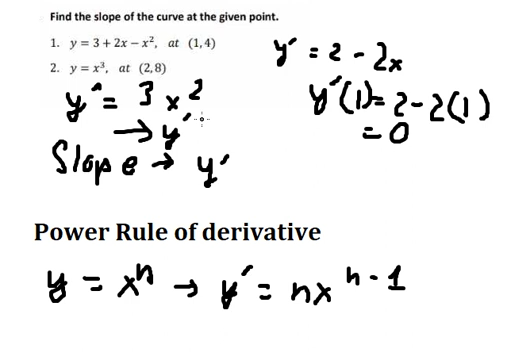 Find the slope of the curve at the given point.
1. y = 3 + 2x − x², at (1,4)
2. y = x³, at (2,8)
y' = 2 - 2x
y'(1) = 2 - 2(1)
= 0
y' = 3x²
→ y'
Slope → y'
Power Rule of derivative
y = xⁿ → y' = nxⁿ⁻¹